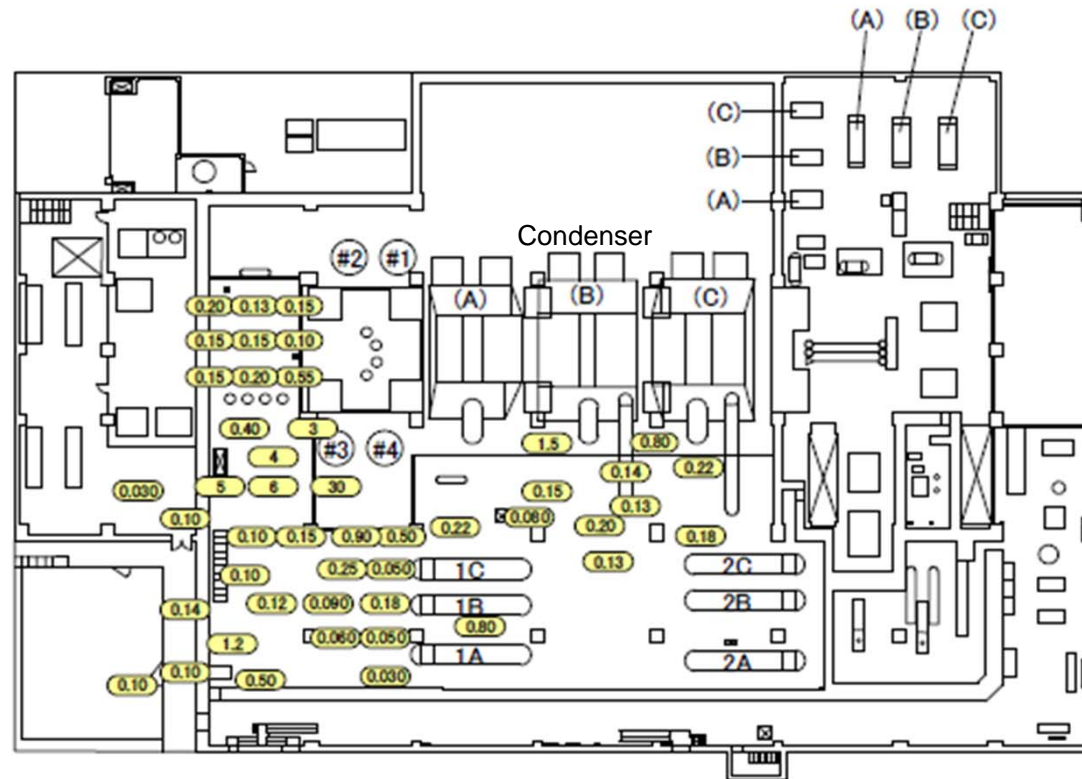 (A) (B) (C)
(C)
(B)
(A)
Condenser
#2 #1
(A) (B) (C)
0.20 0.13 0.15
0.15 0.15 0.10
0.15 0.20 0.55
0.40 3
#3 #4
1.5 0.80
4
0.14 0.22
5 6 30
0.030
0.15
0.13
0.10
0.080
0.22 0.20
0.10 0.15 0.90 0.50
0.18
0.13
0.10 0.25 0.050 1C 2C
0.14 0.12 0.090 0.18 1B 2B
0.80
1.2 0.060 0.050
1A 2A
0.10 0.10 0.50 0.030